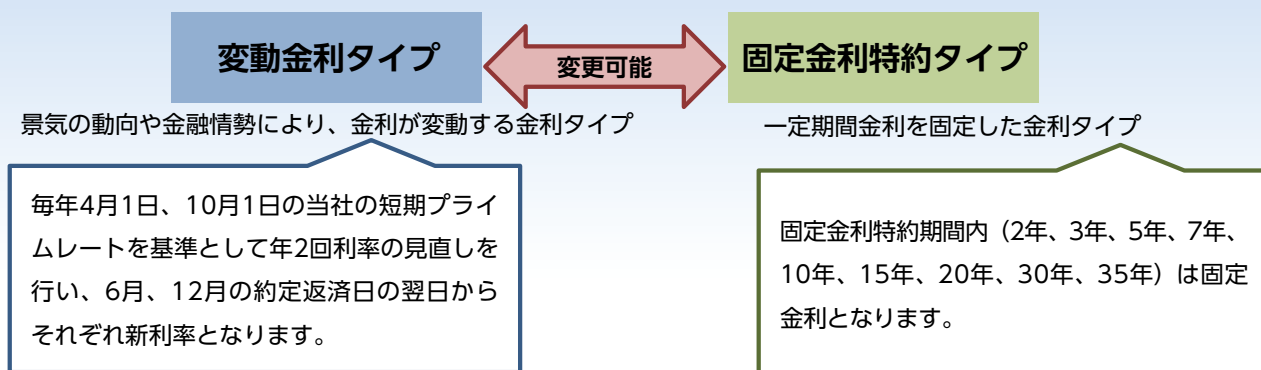 変動金利タイプ
変更可能
固定金利特約タイプ
景気の動向や金融情勢により、金利が変動する金利タイプ
一定期間金利を固定した金利タイプ
毎年4月1日、10月1日の当社の短期プライ
ムレートを基準として年2回利率の見直しを
行い、6月、12月の約定返済日の翌日から
それぞれ新利率となります。
固定金利特約期間内（2年、3年、5年、7年、
10年、15年、20年、30年、35年）は固定
金利となります。